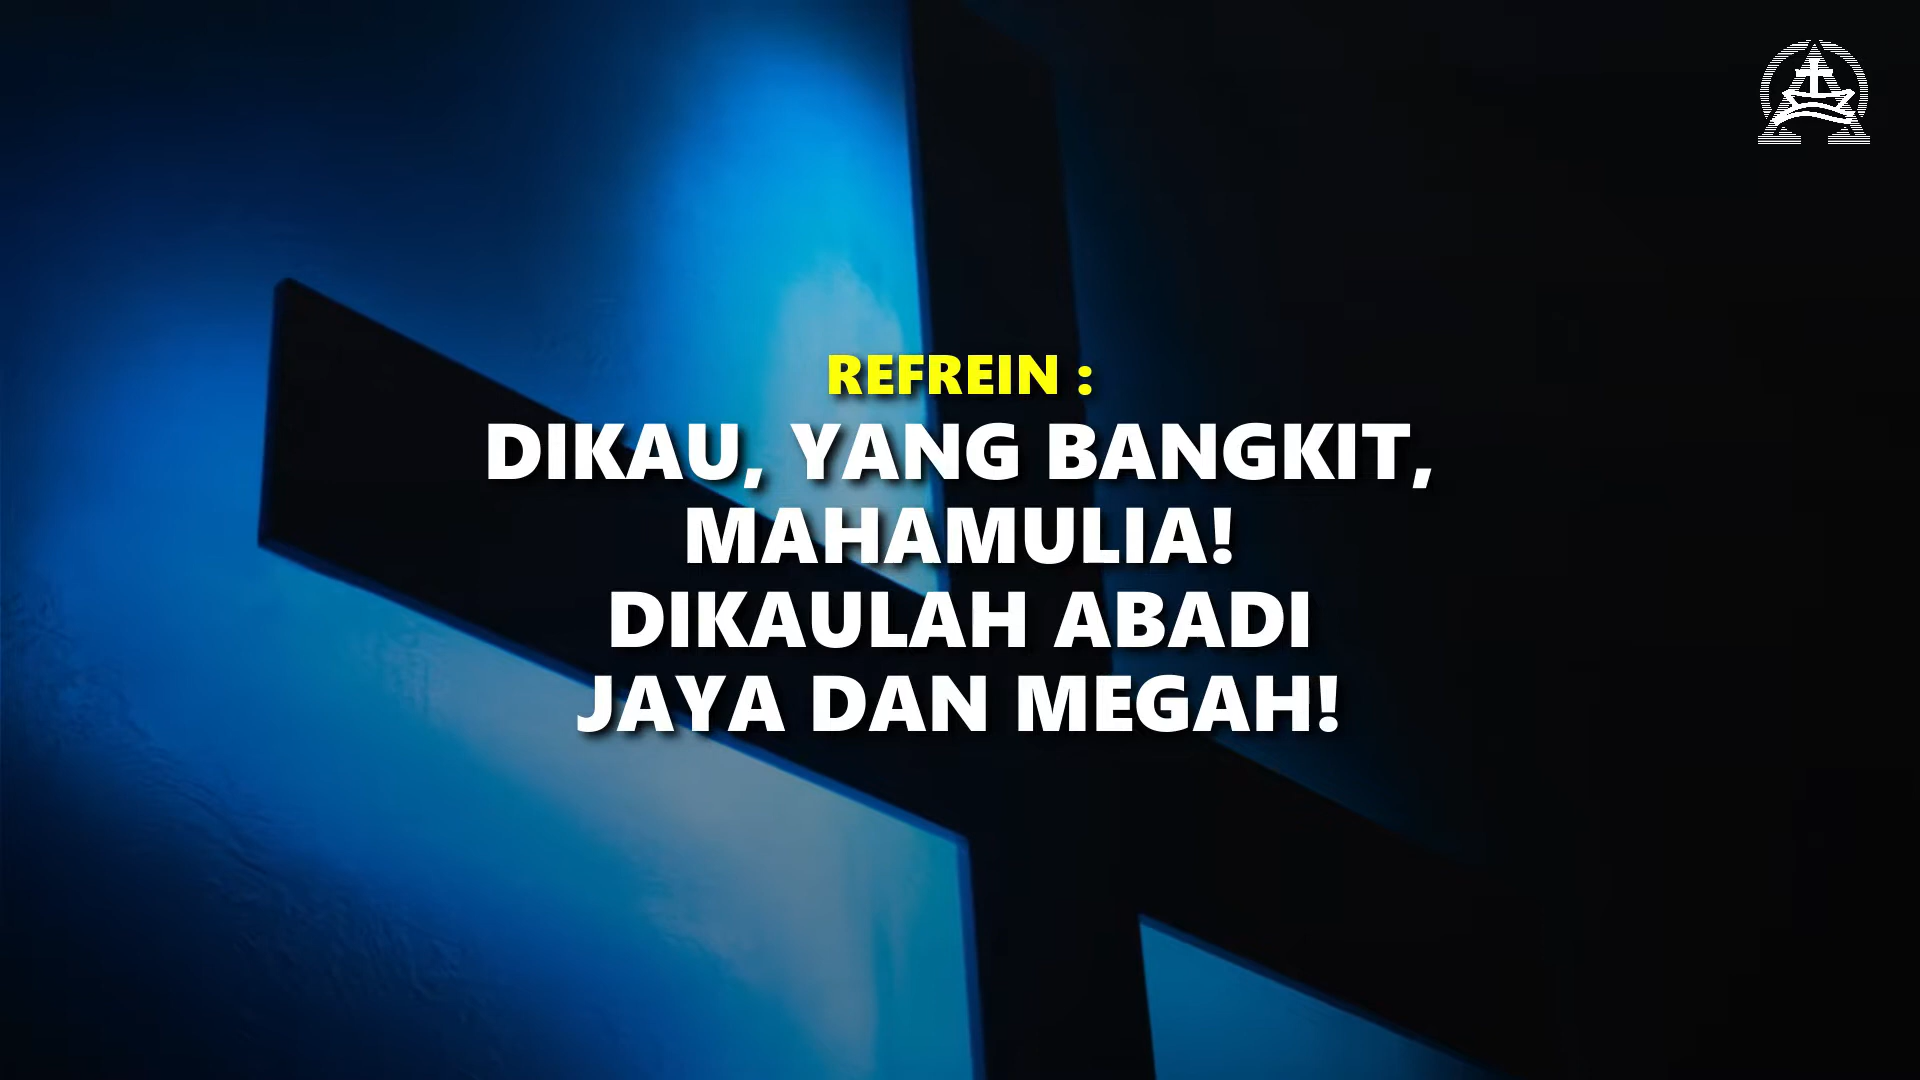 REFREIN :
DIKAU, YANG BANGKIT,
MAHAMULIA!
DIKAULAH ABADI
JAYA DAN MEGAH!